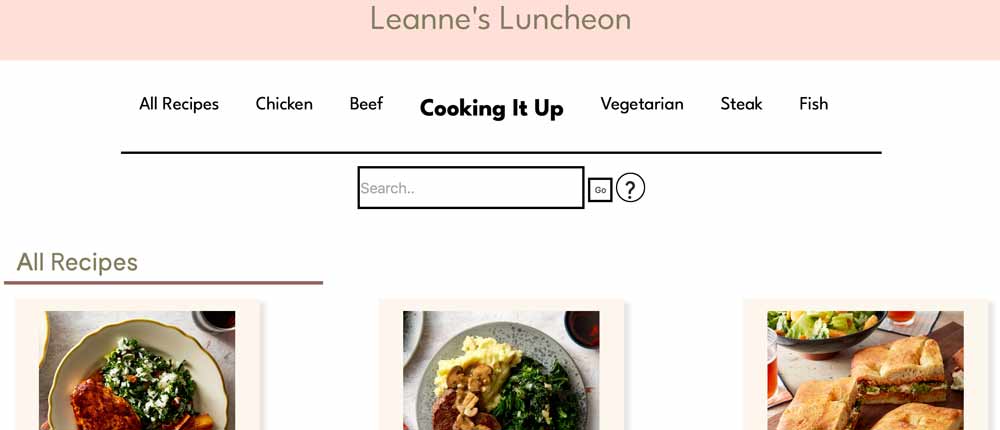 Leanne's Luncheon
All Recipes Chicken Beef Cooking It Up Vegetarian Steak Fish
Search.. Go ?
All Recipes